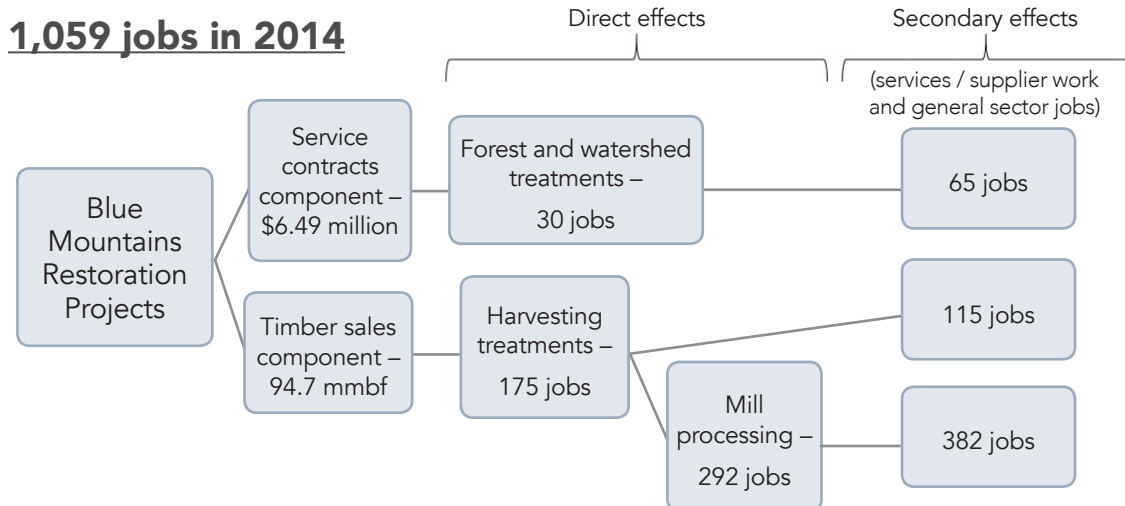 1,059 jobs in 2014
Direct effects
Secondary effects
(services / supplier work
and general sector jobs)
Blue
Mountains
Restoration
Projects
Service
contracts
component –
$6.49 million
Forest and watershed
treatments –
30 jobs
65 jobs
Timber sales
component –
94.7 mmbf
Harvesting
treatments –
175 jobs
115 jobs
Mill
processing –
292 jobs
382 jobs